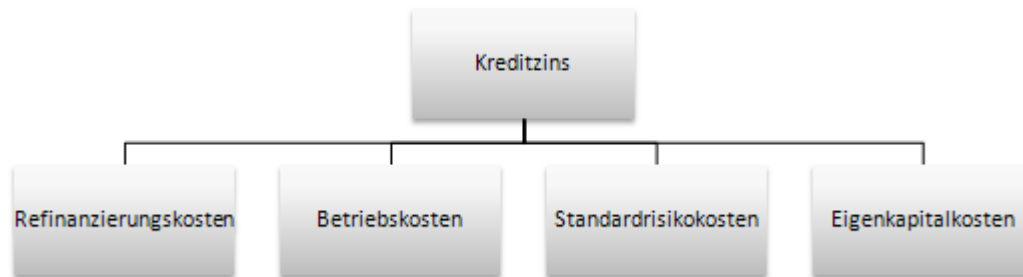 Kreditzins
Refinanzierungskosten
Betriebskosten
Standardrisikokosten
Eigenkapitalkosten